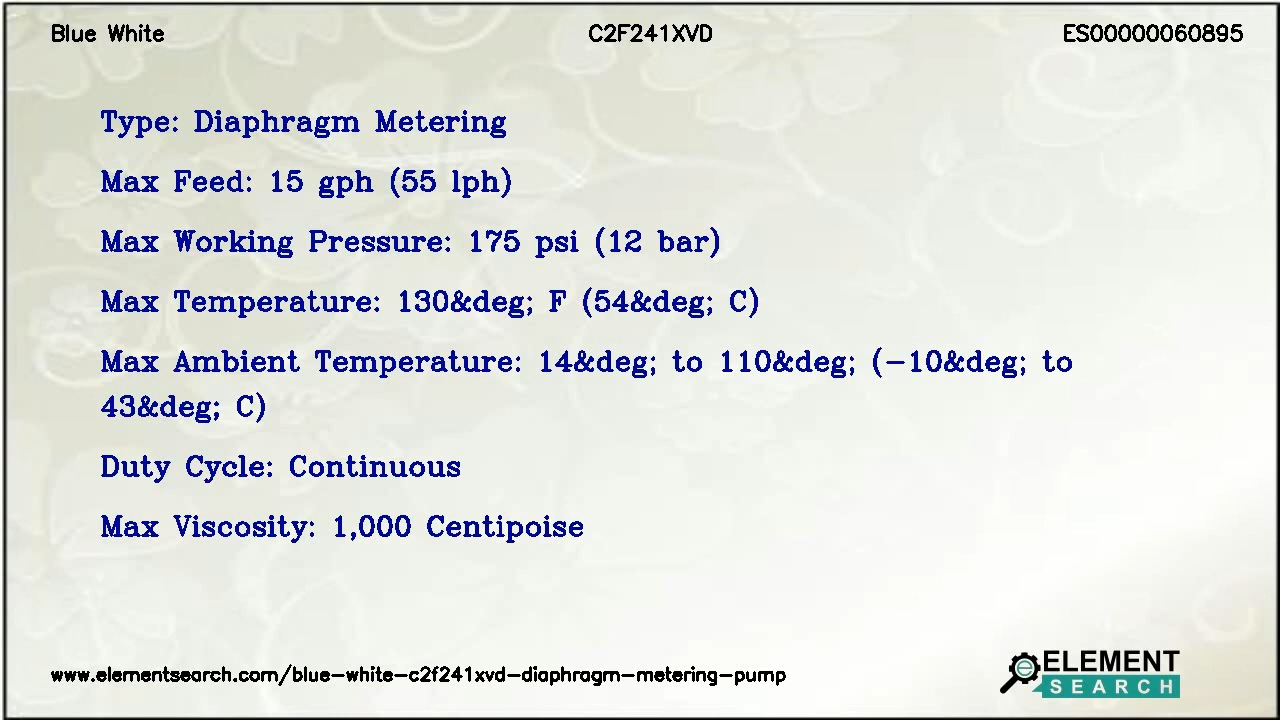 Blue White C2F241XVD ES00000060895
Type: Diaphragm Metering
Max Feed: 15 gph (55 lph)
Max Working Pressure: 175 psi (12 bar)
Max Temperature: 130&deg; F (54&deg; C)
Max Ambient Temperature: 14&deg; to 110&deg; (-10&deg; to
43&deg; C)
Duty Cycle: Continuous
Max Viscosity: 1,000 Centipoise
www.elementsearch.com/blue-white-c2f241xvd-diaphragm-metering-pump
ELEMENT
SEARCH